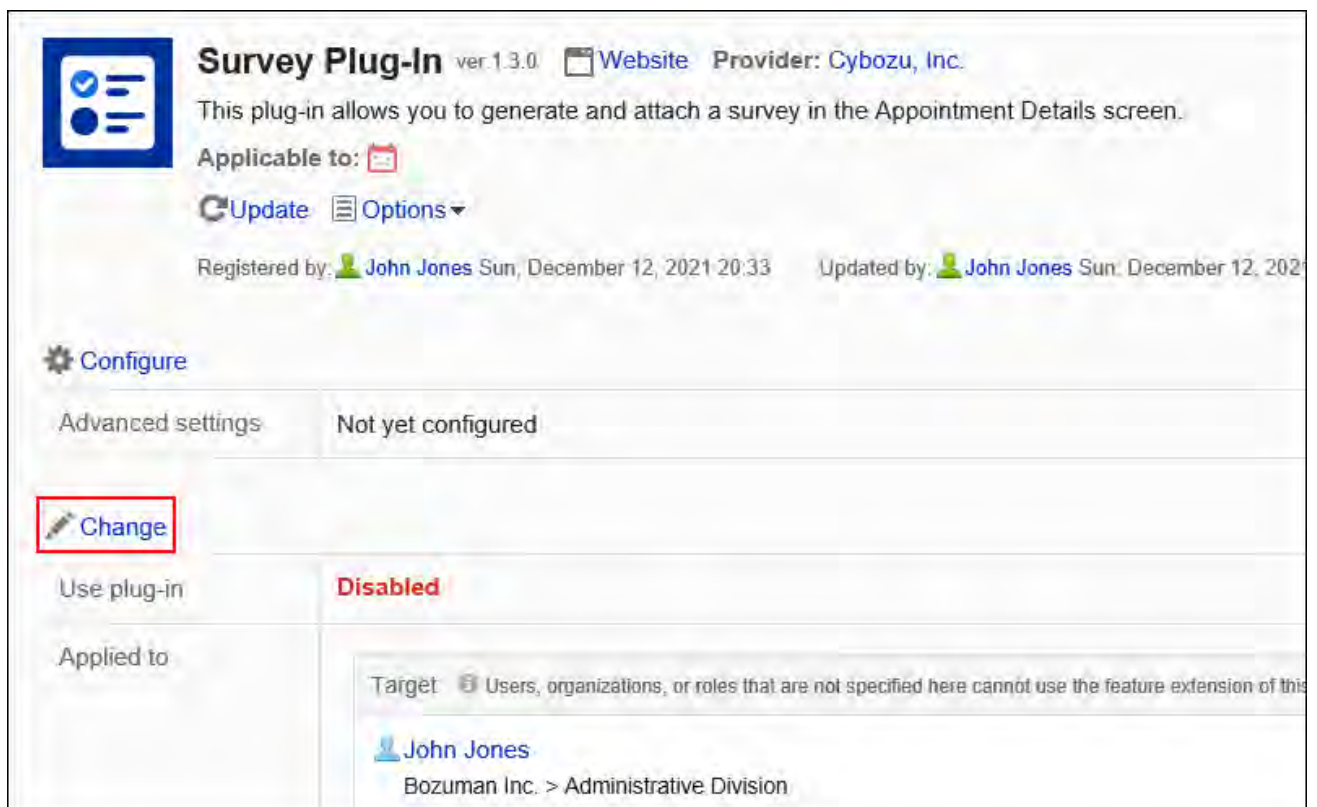 Survey Plug-In ver.1.3.0 Website Provider: Cybozu, Inc.
This plug-in allows you to generate and attach a survey in the Appointment Details screen.
Applicable to:
Update Options
Registered by: John Jones Sun, December 12, 2021 20:33 Updated by: John Jones Sun, December 12, 202
Configure
Advanced settings Not yet configured
Change
Use plug-in Disabled
Applied to
Target Users, organizations, or roles that are not specified here cannot use the feature extension of this
John Jones
Bozuman Inc. > Administrative Division